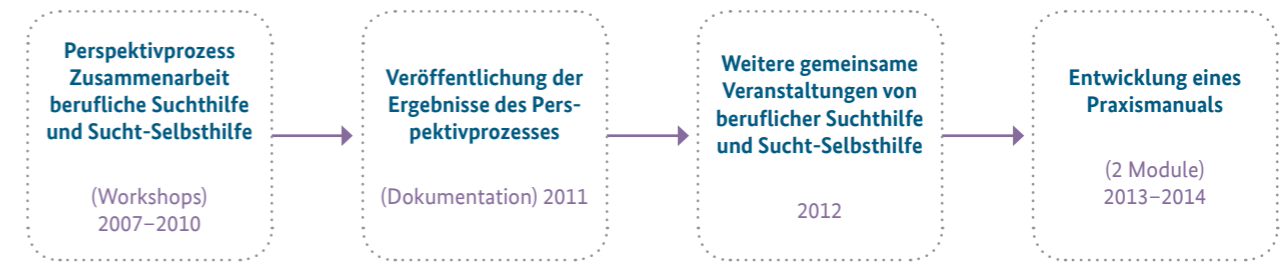 Perspektivprozess
Zusammenarbeit
berufliche Suchthilfe
und Sucht-Selbsthilfe
(Workshops)
2007–2010
Veröffentlichung der
Ergebnisse des Pers-
pektivprozesses
(Dokumentation) 2011
Weitere gemeinsame
Veranstaltungen von
beruflicher Suchthilfe
und Sucht-Selbsthilfe
2012
Entwicklung eines
Praxismanuals
(2 Module)
2013–2014